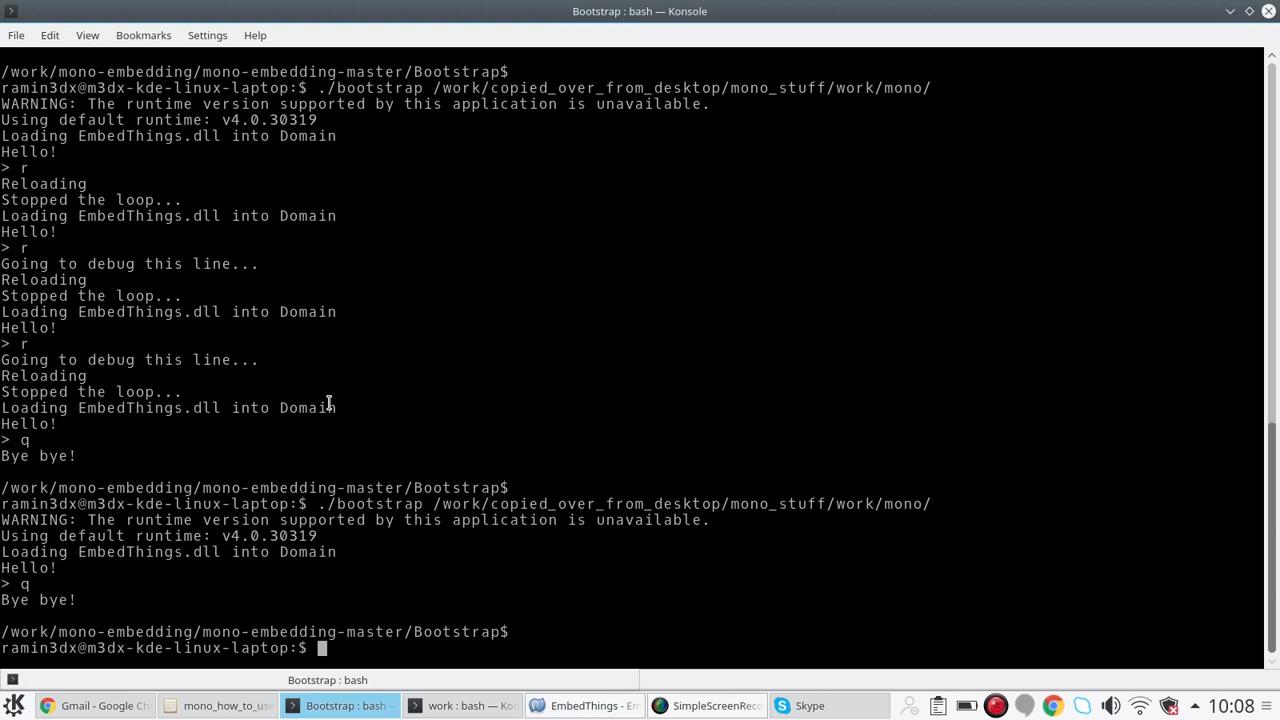 Bootstrap : bash — Konsole
File Edit View Bookmarks Settings Help
/work/mono-embedding/mono-embedding-master/Bootstrap$
ramin3dx@m3dx-kde-linux-laptop:$ ./bootstrap /work/copied_over_from_desktop/mono_stuff/work/mono/
WARNING: The runtime version supported by this application is unavailable.
Using default runtime: v4.0.30319
Loading EmbedThings.dll into Domain
Hello!
> r
Reloading
Stopped the loop...
Loading EmbedThings.dll into Domain
Hello!
> r
Going to debug this line...
Reloading
Stopped the loop...
Loading EmbedThings.dll into Domain
Hello!
> r
Going to debug this line...
Reloading
Stopped the loop...
Loading EmbedThings.dll into Domain
Hello!
> q
Bye bye!
/work/mono-embedding/mono-embedding-master/Bootstrap$
ramin3dx@m3dx-kde-linux-laptop:$ ./bootstrap /work/copied_over_from_desktop/mono_stuff/work/mono/
WARNING: The runtime version supported by this application is unavailable.
Using default runtime: v4.0.30319
Loading EmbedThings.dll into Domain
Hello!
> q
Bye bye!
/work/mono-embedding/mono-embedding-master/Bootstrap$
ramin3dx@m3dx-kde-linux-laptop:$
Bootstrap : bash
Gmail - Google Ch mono_how_to_use Bootstrap : bash — work : bash — Ko EmbedThings - Em SimpleScreenReco Skype 10:08